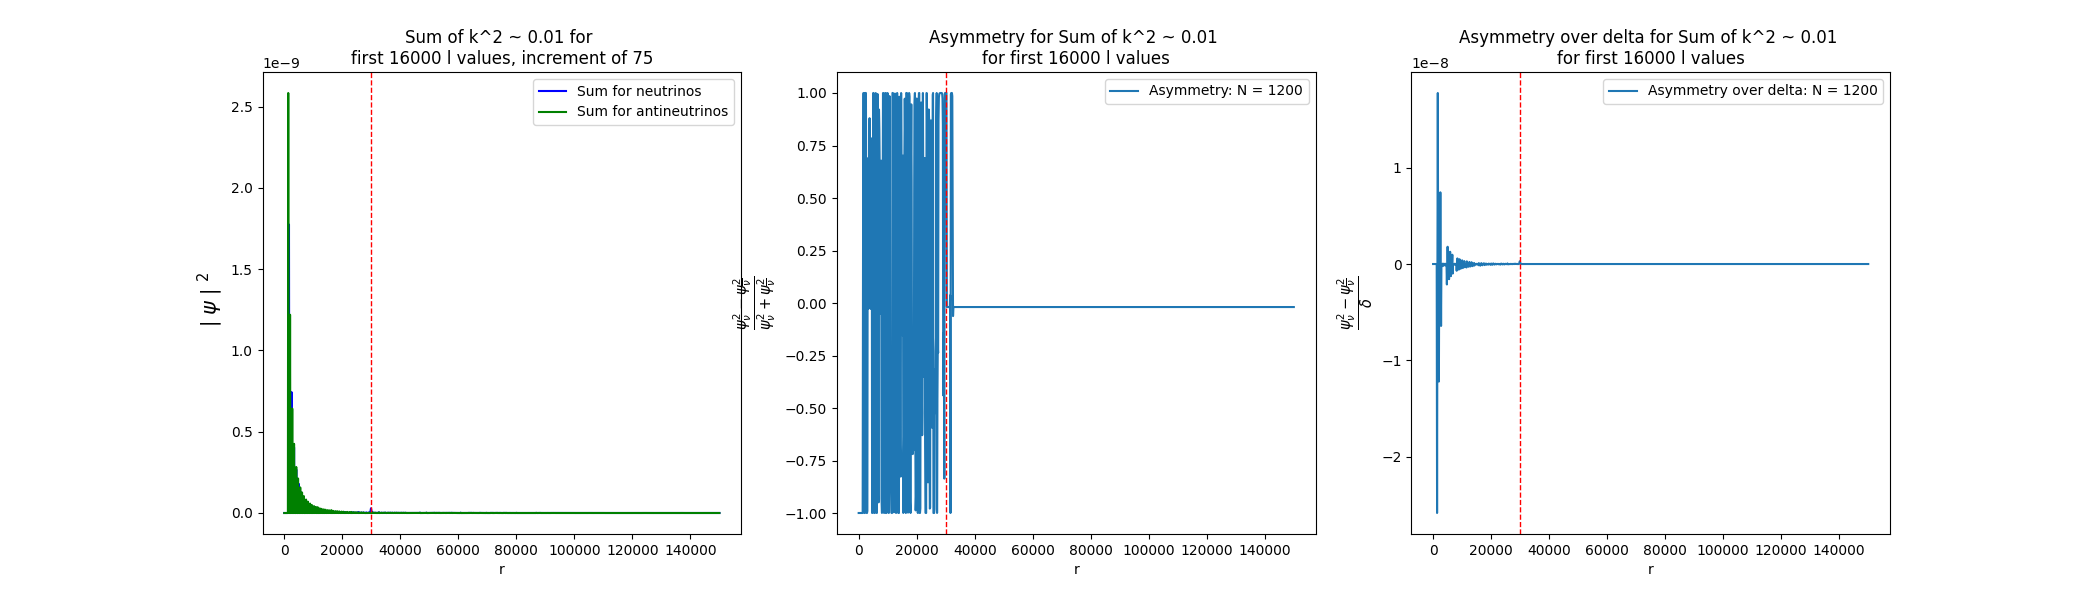 Sum of k^2 ~ 0.01 for
first 16000 l values, increment of 75
1e−9
Sum for neutrinos
Sum for antineutrinos
| ψ | 2
2.5
2.0
1.5
1.0
0.5
0.0
0 20000 40000 60000 80000 100000 120000 140000
r
Asymmetry for Sum of k^2 ~ 0.01
for first 16000 l values
Asymmetry: N = 1200
1.00
0.75
0.50
0.25
0.00
−0.25
−0.50
−0.75
−1.00
0 20000 40000 60000 80000 100000 120000 140000
r
Asymmetry over delta for Sum of k^2 ~ 0.01
for first 16000 l values
1e−8
Asymmetry over delta: N = 1200
1
0
−1
−2
0 20000 40000 60000 80000 100000 120000 140000
r